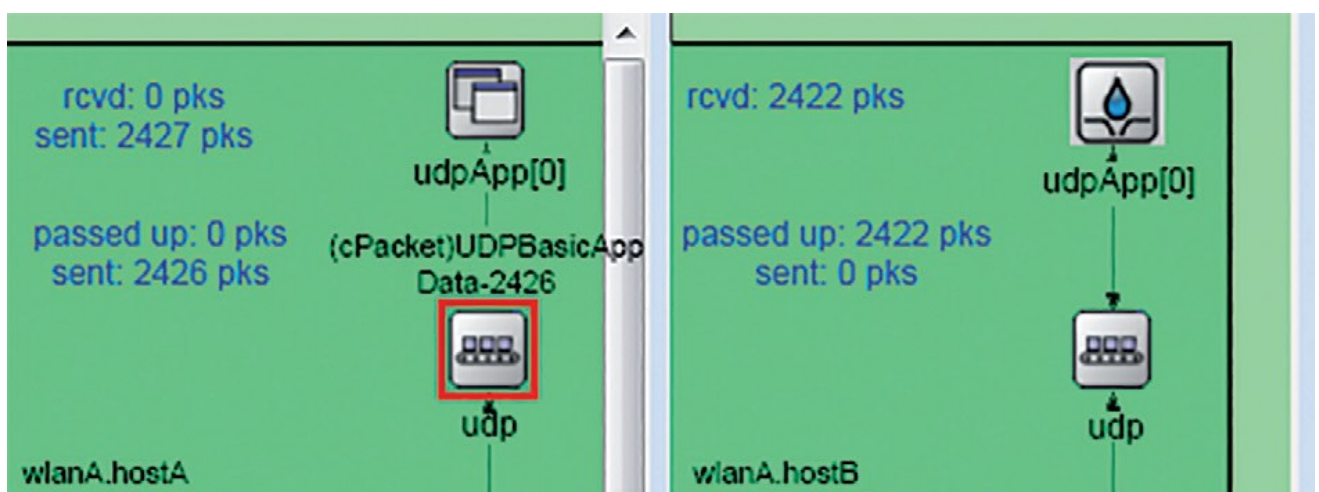 rcvd: 0 pks
sent: 2427 pks
udpApp[0]
passed up: 0 pks
sent: 2426 pks
(cPacket)UDPBasicApp
Data-2426
udp
wlanA.hostA
rcvd: 2422 pks
udpApp[0]
passed up: 2422 pks
sent: 0 pks
udp
wlanA.hostB